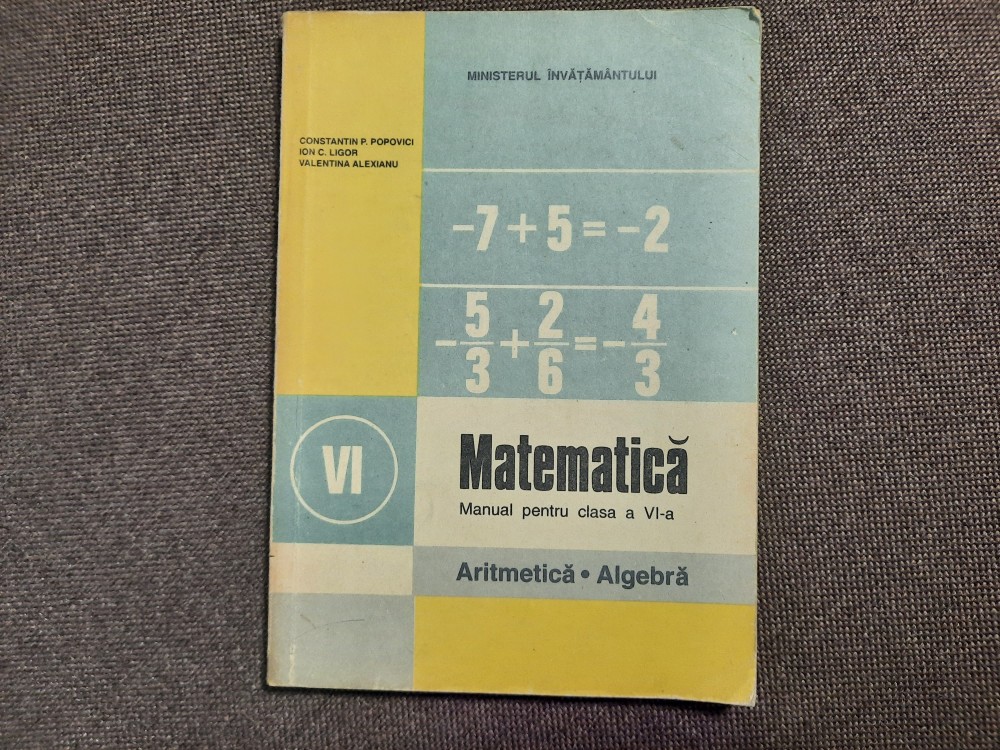 MINISTERUL ÎNVĂȚĂMÂNTULUI
CONSTANTIN P. POPOVICI
ION C. LIGOR
VALENTINA ALEXIANU
-7+5=-2
-5/3+2/6=-4/3
VI
Matematică
Manual pentru clasa a VI-a
Aritmetică • Algebră